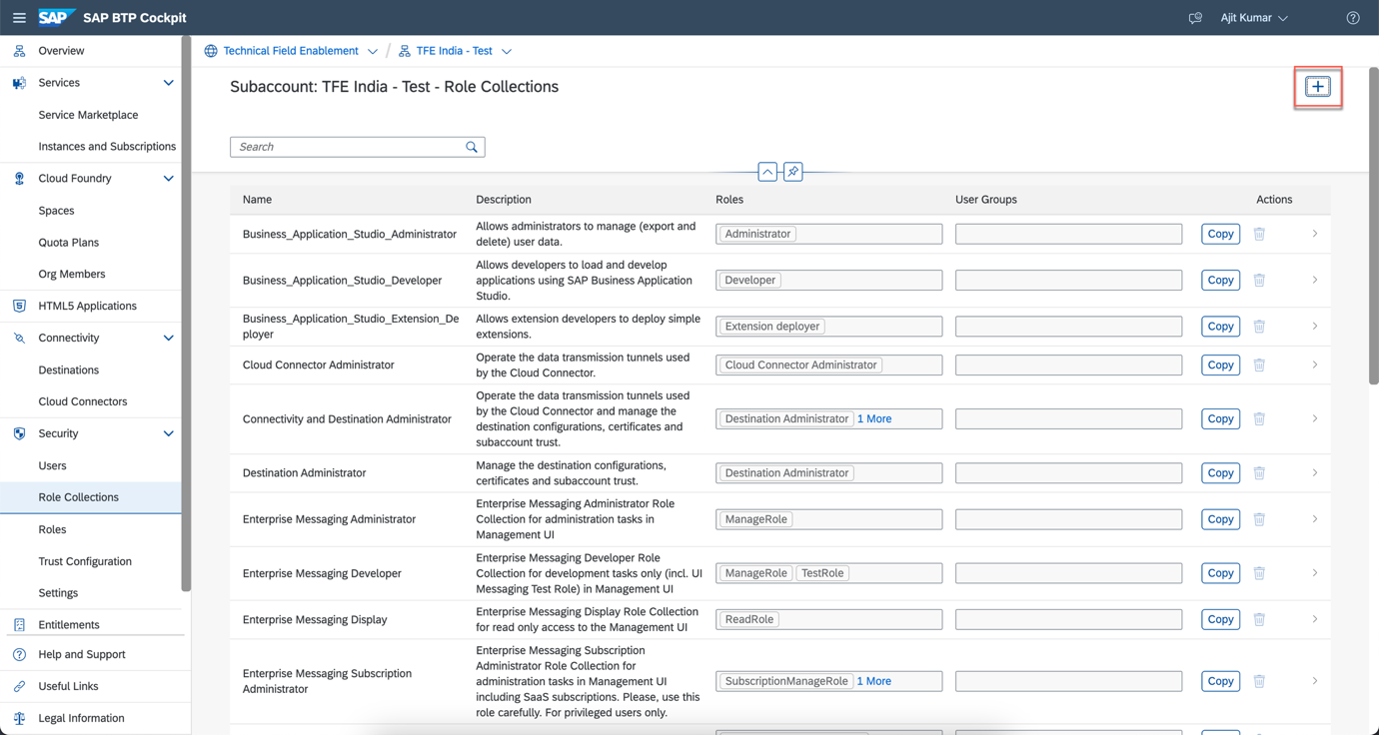 SAP SAP BTP Cockpit
Ajit Kumar
Overview
Services
Service Marketplace
Instances and Subscriptions
Cloud Foundry
Spaces
Quota Plans
Org Members
HTML5 Applications
Connectivity
Destinations
Cloud Connectors
Security
Users
Role Collections
Roles
Trust Configuration
Settings
Entitlements
Help and Support
Useful Links
Legal Information
Technical Field Enablement / TFE India - Test
Subaccount: TFE India - Test - Role Collections
Search
Name Description Roles User Groups Actions
Business_Application_Studio_Administrator
Allows administrators to manage (export and
delete) user data.
Administrator
Copy
Business_Application_Studio_Developer
Allows developers to load and develop
applications using SAP Business Application
Studio.
Developer
Copy
Business_Application_Studio_Extension_De
ployer
Allows extension developers to deploy simple
extensions.
Extension deployer
Copy
Cloud Connector Administrator
Operate the data transmission tunnels used
by the Cloud Connector.
Cloud Connector Administrator
Copy
Connectivity and Destination Administrator
Operate the data transmission tunnels used
by the Cloud Connector and manage the
destination configurations, certificates and
subaccount trust.
Destination Administrator 1 More
Copy
Destination Administrator
Manage the destination configurations,
certificates and subaccount trust.
Destination Administrator
Copy
Enterprise Messaging Administrator
Enterprise Messaging Administrator Role
Collection for administration tasks in
Management UI
ManageRole
Copy
Enterprise Messaging Developer
Enterprise Messaging Developer Role
Collection for development tasks only (incl. UI
Messaging Test Role) in Management UI
ManageRole TestRole
Copy
Enterprise Messaging Display
Enterprise Messaging Display Role Collection
for read only access to the Management UI
ReadRole
Copy
Enterprise Messaging Subscription
Administrator
Enterprise Messaging Subscription
Administrator Role Collection for
administration tasks in Management UI
including SaaS subscriptions. Please, use this
role carefully. For privileged users only.
SubscriptionManageRole 1 More
Copy